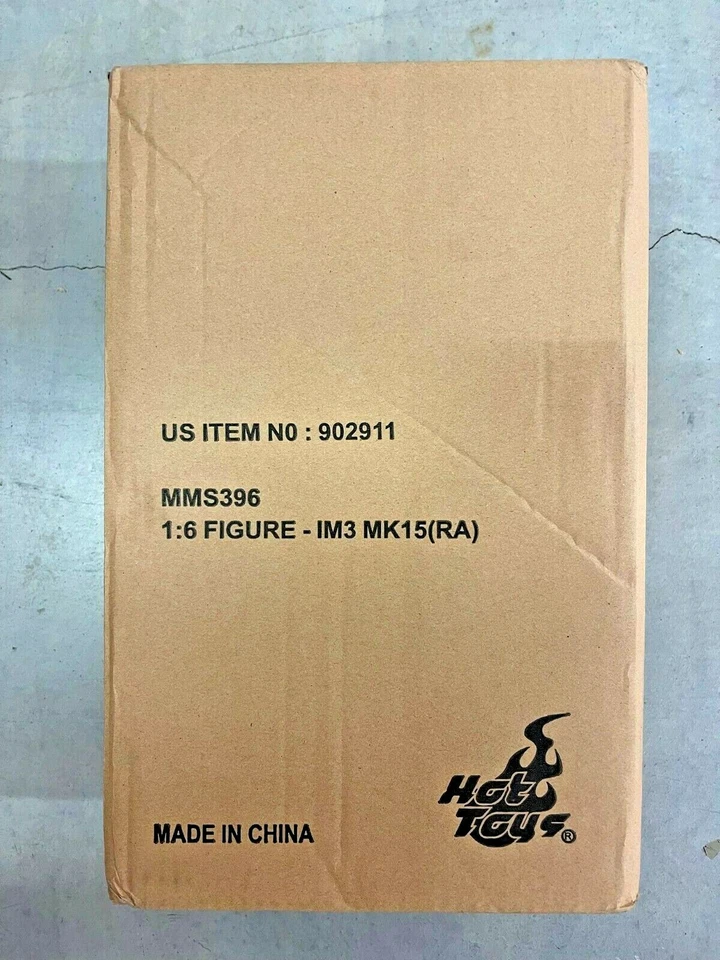 US ITEM N0 : 902911
MMS396
1:6 FIGURE - IM3 MK15(RA)
Hot
Toys®
MADE IN CHINA